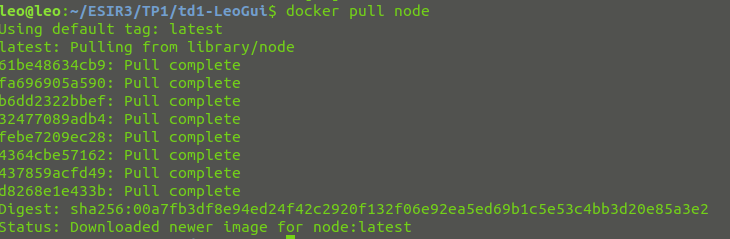 leo@leo:~/ESIR3/TP1/td1-LeoGui$ docker pull node
Using default tag: latest
latest: Pulling from library/node
61be48634cb9: Pull complete
fa696905a590: Pull complete
b6dd2322bbef: Pull complete
32477089adb4: Pull complete
febe7209ec28: Pull complete
4364cbe57162: Pull complete
437859acfd49: Pull complete
d8268e1e433b: Pull complete
Digest: sha256:00a7fb3df8e94ed24f42c2920f132f06e92ea5ed69b1c5e53c4bb3d20e85a3e2
Status: Downloaded newer image for node:latest